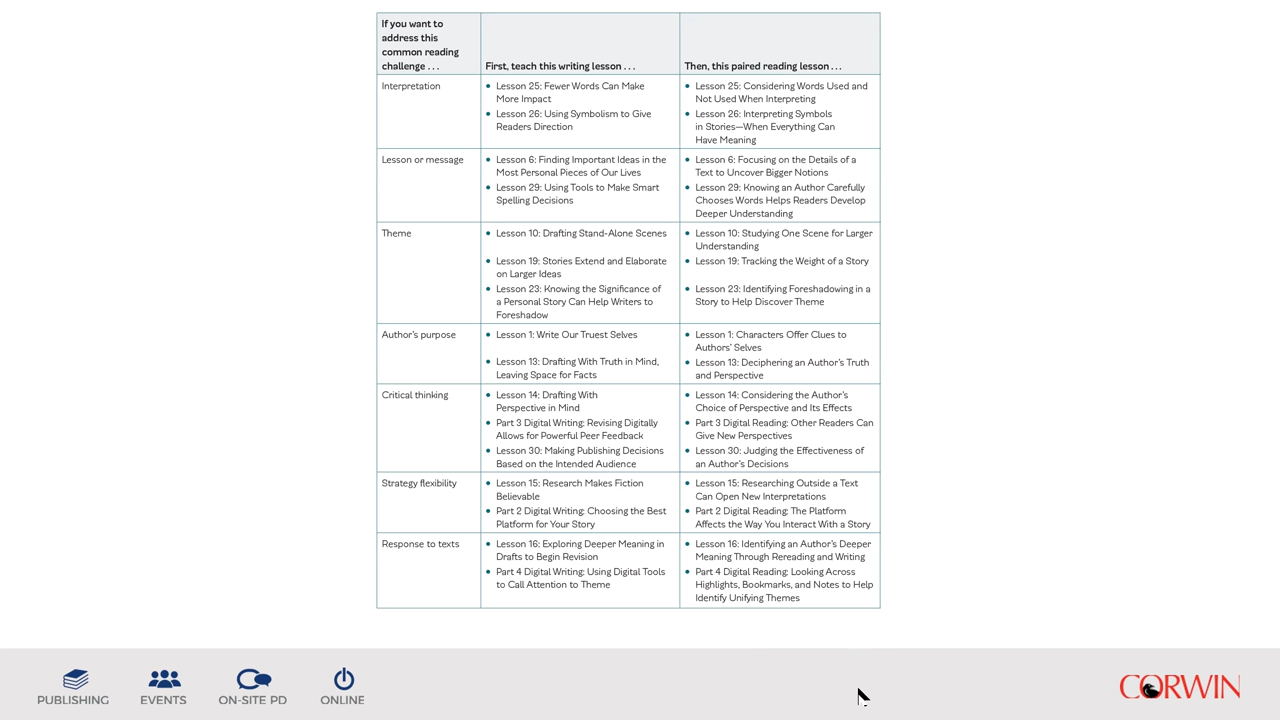 If you want to
address this
common reading
challenge . . .
First, teach this writing lesson . . .
Then, this paired reading lesson . . .
Interpretation
• Lesson 25: Fewer Words Can Make
More Impact
• Lesson 26: Using Symbolism to Give
Readers Direction
• Lesson 25: Considering Words Used and
Not Used When Interpreting
• Lesson 26: Interpreting Symbols
in Stories—When Everything Can
Have Meaning
Lesson or message
• Lesson 6: Finding Important Ideas in the
Most Personal Pieces of Our Lives
• Lesson 29: Using Tools to Make Smart
Spelling Decisions
• Lesson 6: Focusing on the Details of a
Text to Uncover Bigger Notions
• Lesson 29: Knowing an Author Carefully
Chooses Words Helps Readers Develop
Deeper Understanding
Theme
• Lesson 10: Drafting Stand-Alone Scenes
• Lesson 19: Stories Extend and Elaborate
on Larger Ideas
• Lesson 23: Knowing the Significance of
a Personal Story Can Help Writers to
Foreshadow
• Lesson 10: Studying One Scene for Larger
Understanding
• Lesson 19: Tracking the Weight of a Story
• Lesson 23: Identifying Foreshadowing in a
Story to Help Discover Theme
Author's purpose
• Lesson 1: Write Our Truest Selves
• Lesson 13: Drafting With Truth in Mind,
Leaving Space for Facts
• Lesson 1: Characters Offer Clues to
Authors' Selves
• Lesson 13: Deciphering an Author's Truth
and Perspective
Critical thinking
• Lesson 14: Drafting With
Perspective in Mind
• Part 3 Digital Writing: Revising Digitally
Allows for Powerful Peer Feedback
• Lesson 30: Making Publishing Decisions
Based on the Intended Audience
• Lesson 14: Considering the Author's
Choice of Perspective and Its Effects
• Part 3 Digital Reading: Other Readers Can
Give New Perspectives
• Lesson 30: Judging the Effectiveness of
an Author's Decisions
Strategy flexibility
• Lesson 15: Research Makes Fiction
Believable
• Part 2 Digital Writing: Choosing the Best
Platform for Your Story
• Lesson 15: Researching Outside a Text
Can Open New Interpretations
• Part 2 Digital Reading: The Platform
Affects the Way You Interact With a Story
Response to texts
• Lesson 16: Exploring Deeper Meaning in
Drafts to Begin Revision
• Part 4 Digital Writing: Using Digital Tools
to Call Attention to Theme
• Lesson 16: Identifying an Author's Deeper
Meaning Through Rereading and Writing
• Part 4 Digital Reading: Looking Across
Highlights, Bookmarks, and Notes to Help
Identify Unifying Themes
PUBLISHING
EVENTS
ON-SITE PD
ONLINE
CORWIN